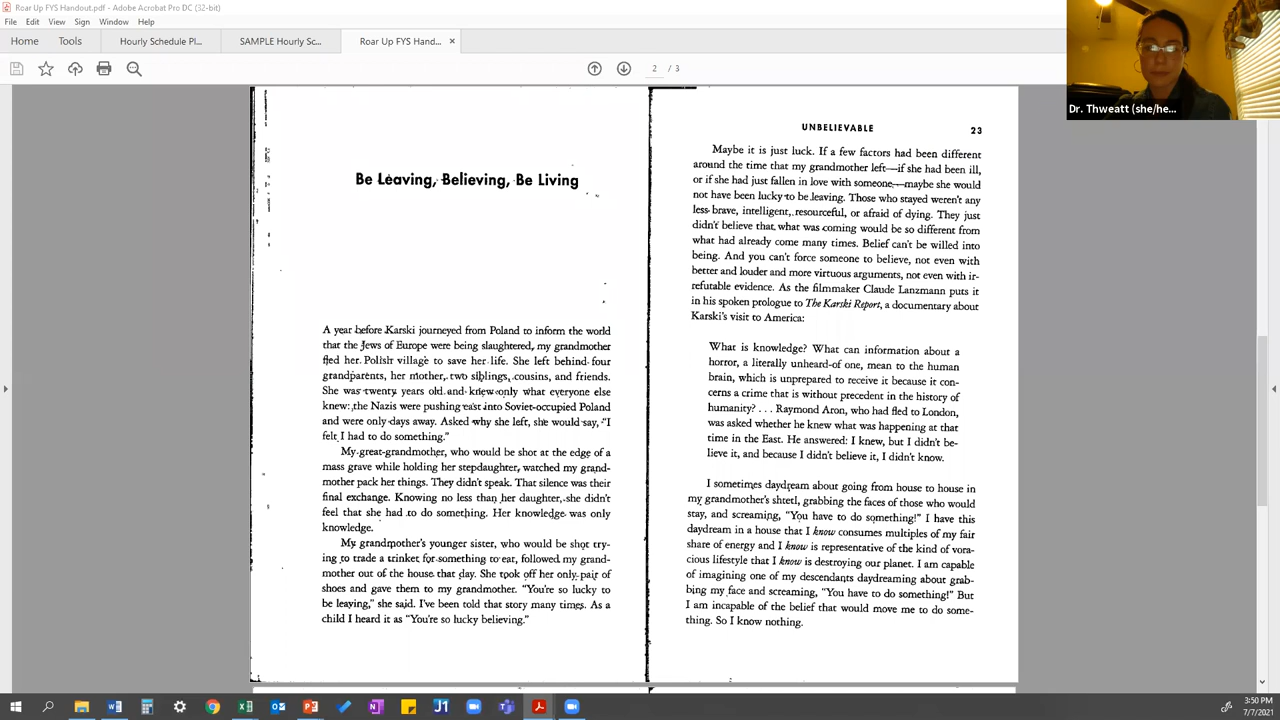 Roar Up FYS Handout.pdf - Adobe Acrobat Pro DC (32-bit)
File Edit View Sign Window Help
Home Tools Hourly Schedule Pl... SAMPLE Hourly Sc... Roar Up FYS Hand... ×
2 / 3
Dr. Thweatt (she/he...
Be Leaving, Believing, Be Living
A year before Karski journeyed from Poland to inform the world
that the Jews of Europe were being slaughtered, my grandmother
fled her Polish village to save her life. She left behind four
grandparents, her mother, two siblings, cousins, and friends.
She was twenty years old and knew only what everyone else
knew: the Nazis were pushing east into Soviet-occupied Poland
and were only days away. Asked why she left, she would say, "I
felt I had to do something."
My great-grandmother, who would be shot at the edge of a
mass grave while holding her stepdaughter, watched my grand-
mother pack her things. They didn't speak. That silence was their
final exchange. Knowing no less than her daughter, she didn't
feel that she had to do something. Her knowledge was only
knowledge.
My grandmother's younger sister, who would be shot try-
ing to trade a trinket for something to ear, followed my grand-
mother out of the house that day. She took off her only pair of
shoes and gave them to my grandmother. "You're so lucky to
be leaving," she said. I've been told that story many times. As a
child I heard it as "You're so lucky believing."
UNBELIEVABLE 23
Maybe it is just luck. If a few factors had been different
around the time that my grandmother left—if she had been ill,
or if she had just fallen in love with someone,—maybe she would
not have been lucky to be leaving. Those who stayed weren't any
less brave, intelligent, resourceful, or afraid of dying. They just
didn't believe that what was coming would be so different from
what had already come many times. Belief can't be willed into
being. And you can't force someone to believe, not even with
better and louder and more virtuous arguments, not even with ir-
refutable evidence. As the filmmaker Claude Lanzmann puts it
in his spoken prologue to The Karski Report, a documentary about
Karski's visit to America:
What is knowledge? What can information about a
horror, a literally unheard-of one, mean to the human
brain, which is unprepared to receive it because it con-
cerns a crime that is without precedent in the history of
humanity? . . . Raymond Aron, who had fled to London,
was asked whether he knew what was happening at that
time in the East. He answered: I knew, but I didn't be-
lieve it, and because I didn't believe it, I didn't know.
I sometimes daydream about going from house to house in
my grandmother's shtetl, grabbing the faces of those who would
stay, and screaming, "You have to do something!" I have this
daydream in a house that I know consumes multiples of my fair
share of energy and I know is representative of the kind of vora-
cious lifestyle that I know is destroying our planet. I am capable
of imagining one of my descendants daydreaming about grab-
bing my face and screaming, "You have to do something!" But
I am incapable of the belief that would move me to do some-
thing. So I know nothing.
3:50 PM
7/7/2021